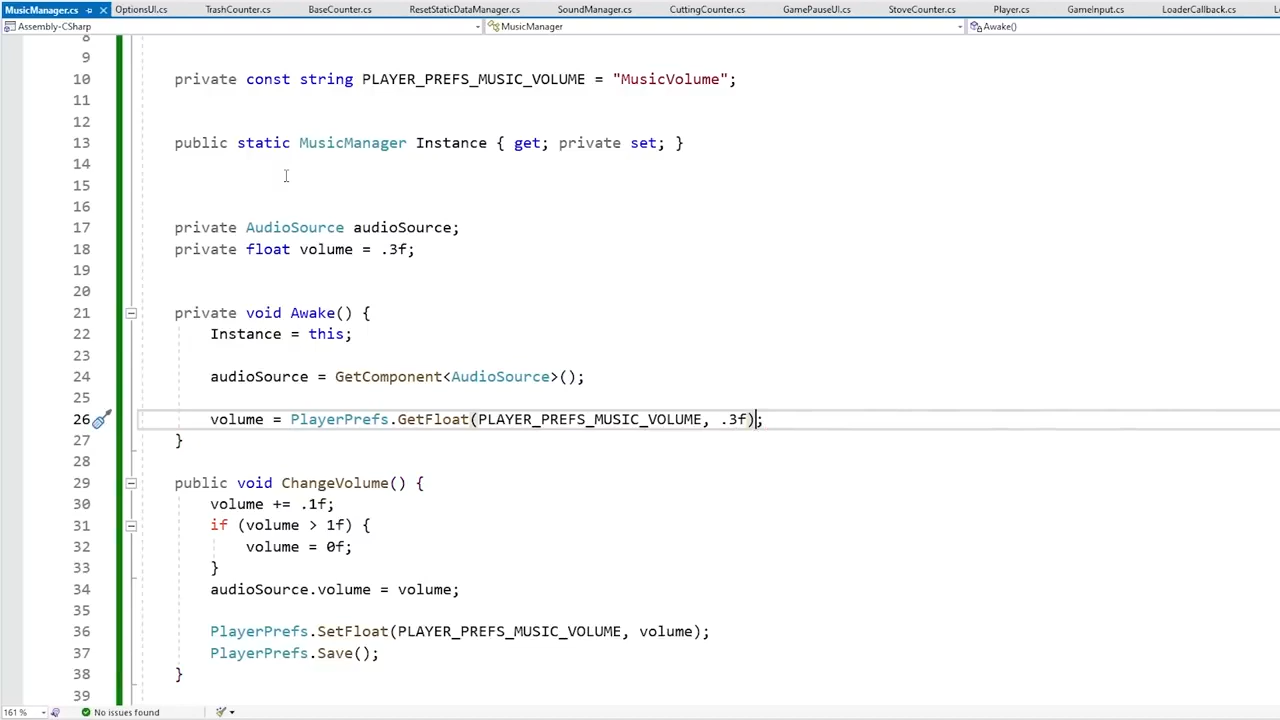 MusicManager.cs OptionsUI.cs TrashCounter.cs BaseCounter.cs ResetStaticDataManager.cs SoundManager.cs CuttingCounter.cs GamePauseUI.cs StoveCounter.cs Player.cs GameInput.cs LoaderCallback.cs
Assembly-CSharp MusicManager Awake()
8
9
10 private const string PLAYER_PREFS_MUSIC_VOLUME = "MusicVolume";
11
12
13 public static MusicManager Instance { get; private set; }
14
15
16
17 private AudioSource audioSource;
18 private float volume = .3f;
19
20
21 private void Awake() {
22 Instance = this;
23
24 audioSource = GetComponent<AudioSource>();
25
26 volume = PlayerPrefs.GetFloat(PLAYER_PREFS_MUSIC_VOLUME, .3f);
27 }
28
29 public void ChangeVolume() {
30 volume += .1f;
31 if (volume > 1f) {
32 volume = 0f;
33 }
34 audioSource.volume = volume;
35
36 PlayerPrefs.SetFloat(PLAYER_PREFS_MUSIC_VOLUME, volume);
37 PlayerPrefs.Save();
38 }
39
161 % No issues found